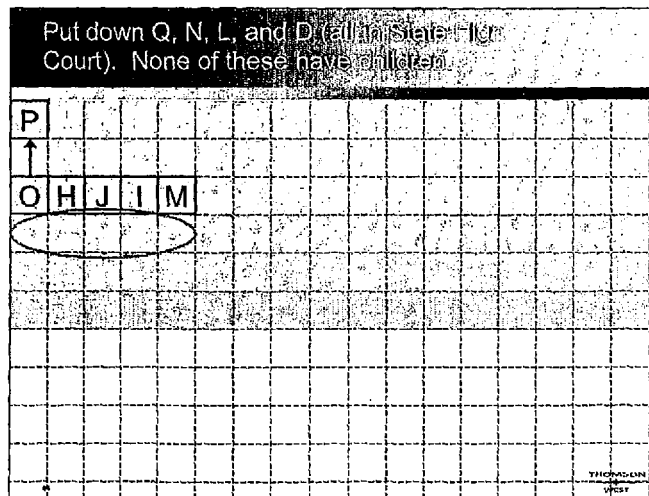 Put down Q, N, L, and D (all in State High
Court). None of these have children.
P
O H J I M
THOMSON
WEST